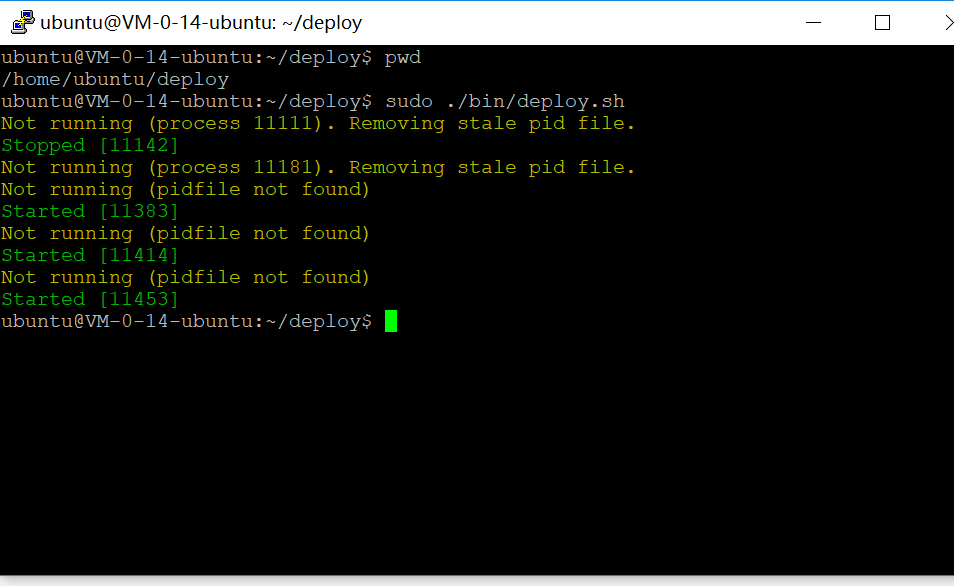 ubuntu@VM-0-14-ubuntu: ~/deploy
ubuntu@VM-0-14-ubuntu:~/deploy$ pwd
/home/ubuntu/deploy
ubuntu@VM-0-14-ubuntu:~/deploy$ sudo ./bin/deploy.sh
Not running (process 11111). Removing stale pid file.
Stopped [11142]
Not running (process 11181). Removing stale pid file.
Not running (pidfile not found)
Started [11383]
Not running (pidfile not found)
Started [11414]
Not running (pidfile not found)
Started [11453]
ubuntu@VM-0-14-ubuntu:~/deploy$